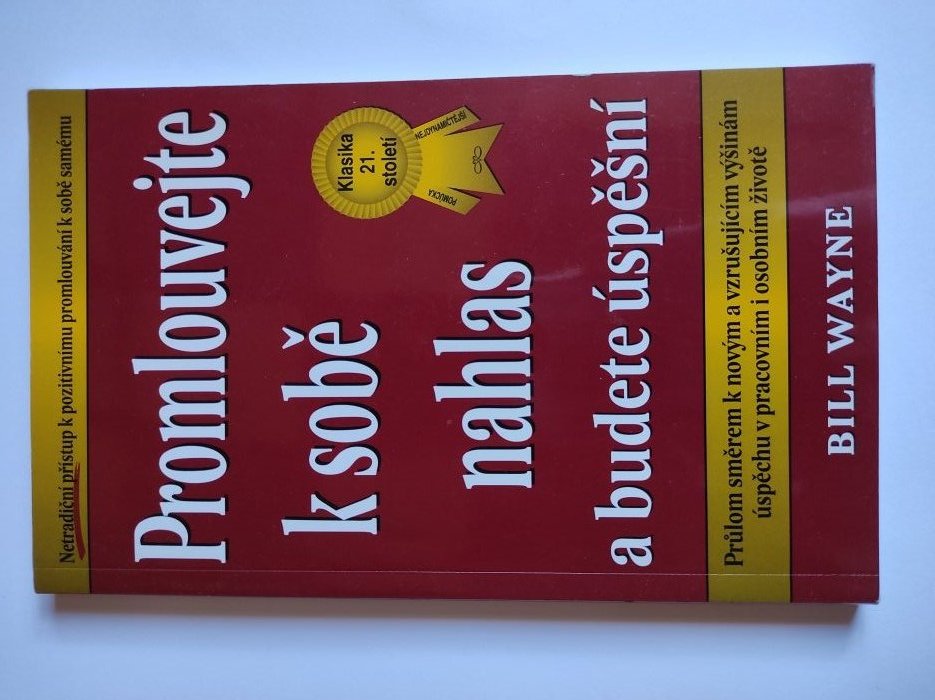 Netradiční přístup k pozitivnímu promlouvání k sobě samému
Promlouvejte
k sobě
nahlas
a budete úspěšní
Klasika
21.
století
POMŮCKA
NEJDYNAMIČTĚJŠÍ
Průlom směrem k novým a vzrušujícím výšinám
úspěchu v pracovním i osobním životě
BILL WAYNE